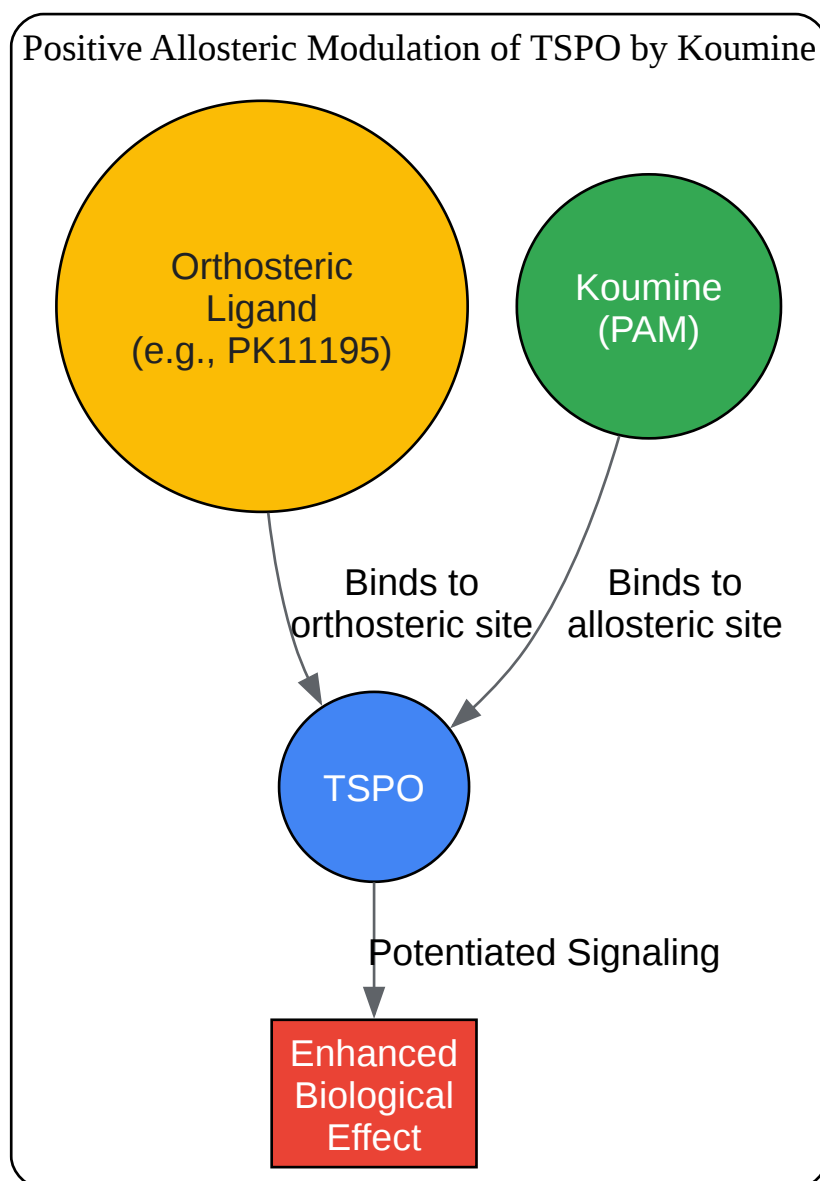 Positive Allosteric Modulation of TSPO by Koumine
Orthosteric
Ligand
(e.g., PK11195)
Koumine
(PAM)
Binds to
orthosteric site
Binds to
allosteric site
TSPO
Potentiated Signaling
Enhanced
Biological
Effect